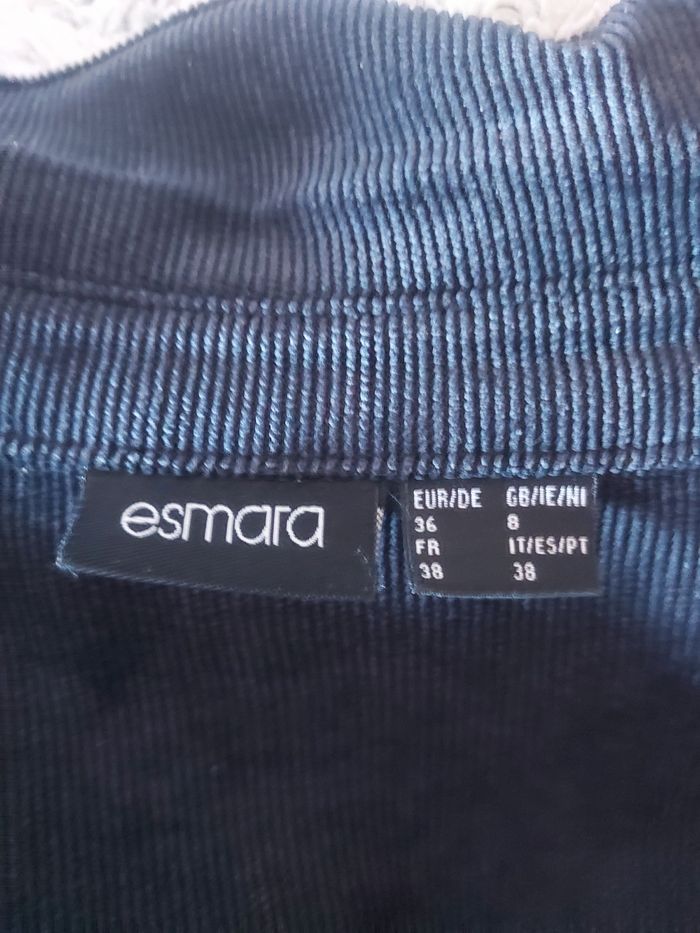 esmara
EUR/DE GB/IE/NI
36 8
FR IT/ES/PT
38 38